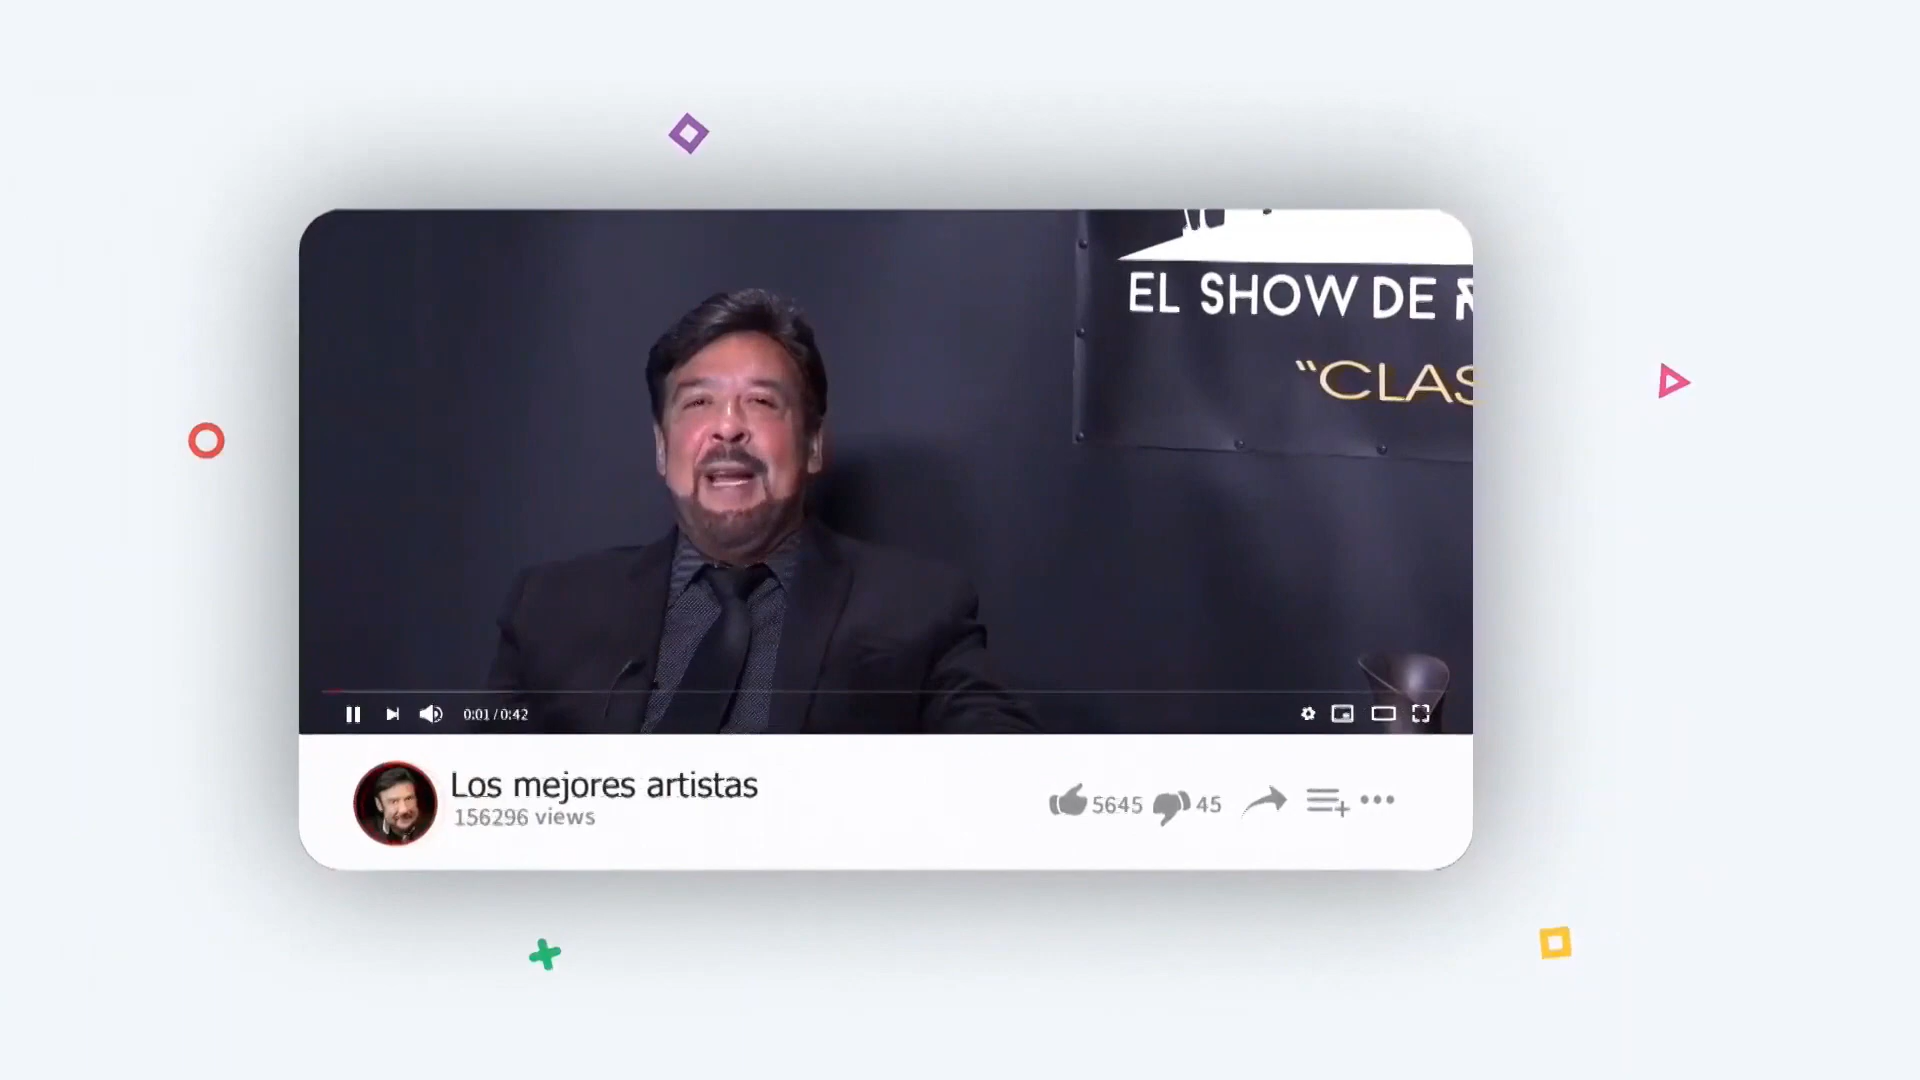 EL SHOW DE
"CLAS
0:01 / 0:42
Los mejores artistas
156296 views
5645
45